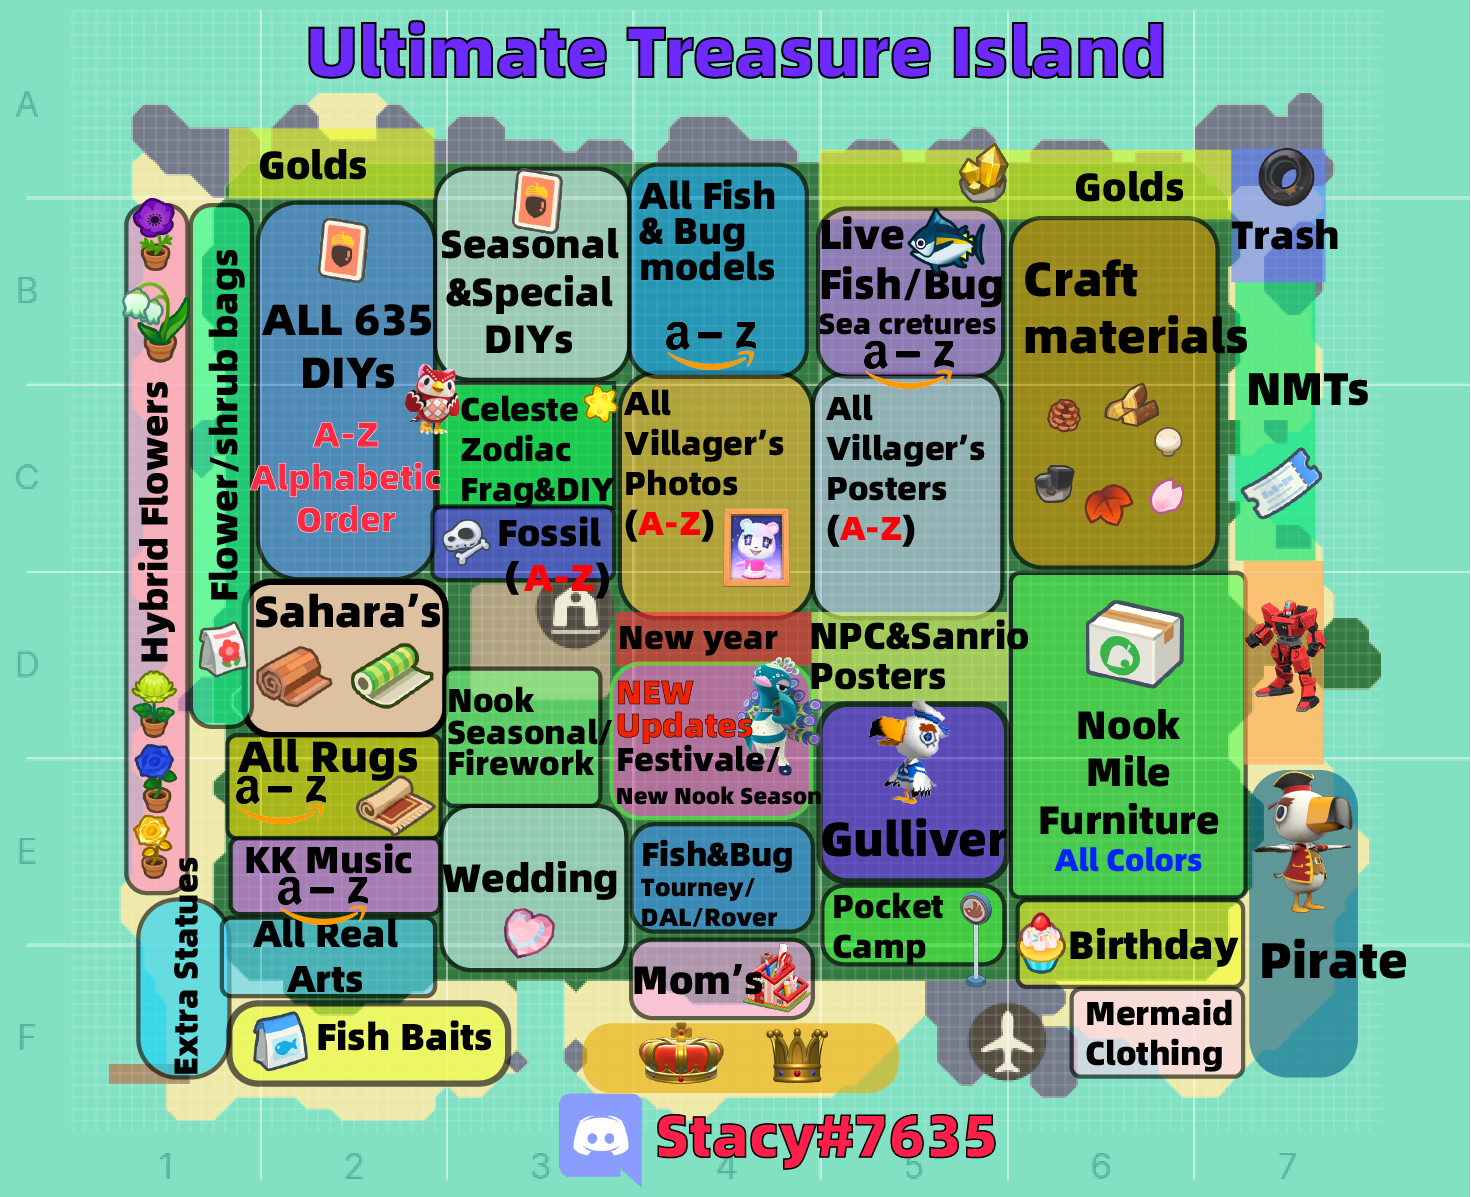 Ultimate Treasure Island
A
B
C
D
E
F
Golds
Golds
Trash
Hybrid Flowers
Flower/shrub bags
ALL 635
DIYs
A-Z
Alphabetic
Order
Seasonal
&Special
DIYs
All Fish
& Bug
models
a – z
Live
Fish/Bug
Sea cretures
a – z
Craft
materials
NMTs
Celeste
Zodiac
Frag&DIY
Fossil
(A-Z)
All
Villager's
Photos
(A-Z)
All
Villager's
Posters
(A-Z)
Sahara's
New year
NPC&Sanrio
Posters
Nook
Seasonal/
Firework
NEW
Updates
Festivale/
New Nook Season
Gulliver
Nook
Mile
Furniture
All Colors
All Rugs
a – z
KK Music
a – z
All Real
Arts
Extra Statues
Wedding
Fish&Bug
Tourney/
DAL/Rover
Pocket
Camp
Birthday
Pirate
Mom's
Mermaid
Clothing
Fish Baits
Stacy#7635
1
2
3
4
5
6
7